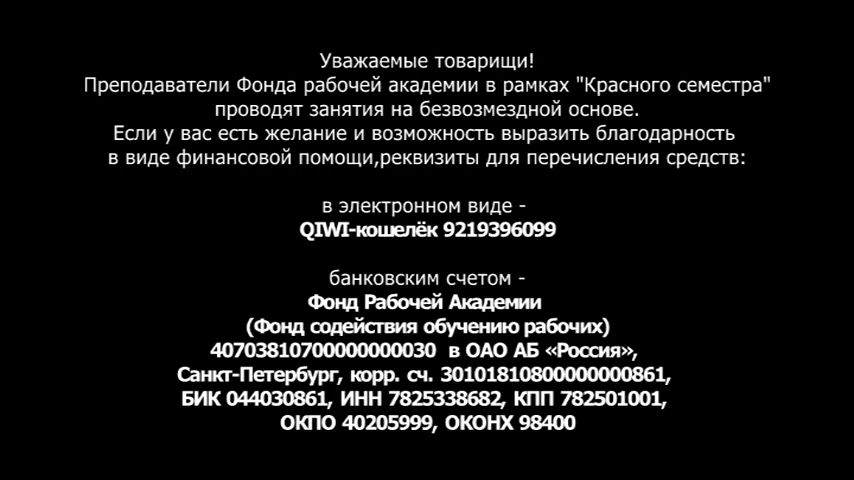 Уважаемые товарищи!
Преподаватели Фонда рабочей академии в рамках "Красного семестра"
проводят занятия на безвозмездной основе.
Если у вас есть желание и возможность выразить благодарность
в виде финансовой помощи,реквизиты для перечисления средств:
в электронном виде -
QIWI-кошелёк 9219396099
банковским счетом -
Фонд Рабочей Академии
(Фонд содействия обучению рабочих)
40703810700000000030 в ОАО АБ «Россия»,
Санкт-Петербург, корр. сч. 30101810800000000861,
БИК 044030861, ИНН 7825338682, КПП 782501001,
ОКПО 40205999, ОКОНХ 98400